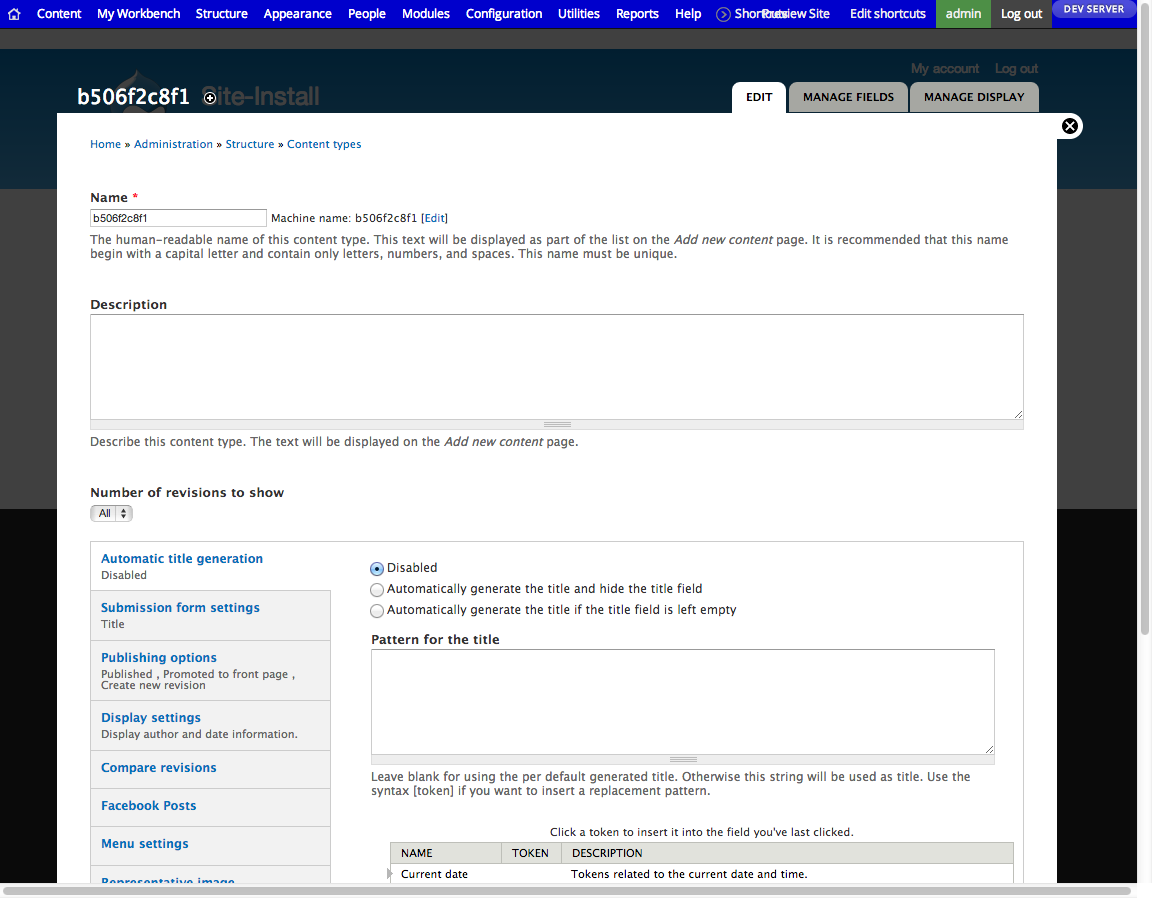 Content My Workbench Structure Appearance People Modules Configuration Utilities Reports Help Shortcuts Preview Site Edit shortcuts admin Log out DEV SERVER
My account Log out
b506f2c8f1 Site-Install EDIT MANAGE FIELDS MANAGE DISPLAY
Home » Administration » Structure » Content types
Name *
b506f2c8f1 Machine name: b506f2c8f1 [Edit]
The human-readable name of this content type. This text will be displayed as part of the list on the Add new content page. It is recommended that this name
begin with a capital letter and contain only letters, numbers, and spaces. This name must be unique.
Description
Describe this content type. The text will be displayed on the Add new content page.
Number of revisions to show
All
Automatic title generation
Disabled
Submission form settings
Title
Publishing options
Published , Promoted to front page ,
Create new revision
Display settings
Display author and date information.
Compare revisions
Facebook Posts
Menu settings
Representative image
Disabled
Automatically generate the title and hide the title field
Automatically generate the title if the title field is left empty
Pattern for the title
Leave blank for using the per default generated title. Otherwise this string will be used as title. Use the
syntax [token] if you want to insert a replacement pattern.
Click a token to insert it into the field you've last clicked.
NAME TOKEN DESCRIPTION
Current date Tokens related to the current date and time.